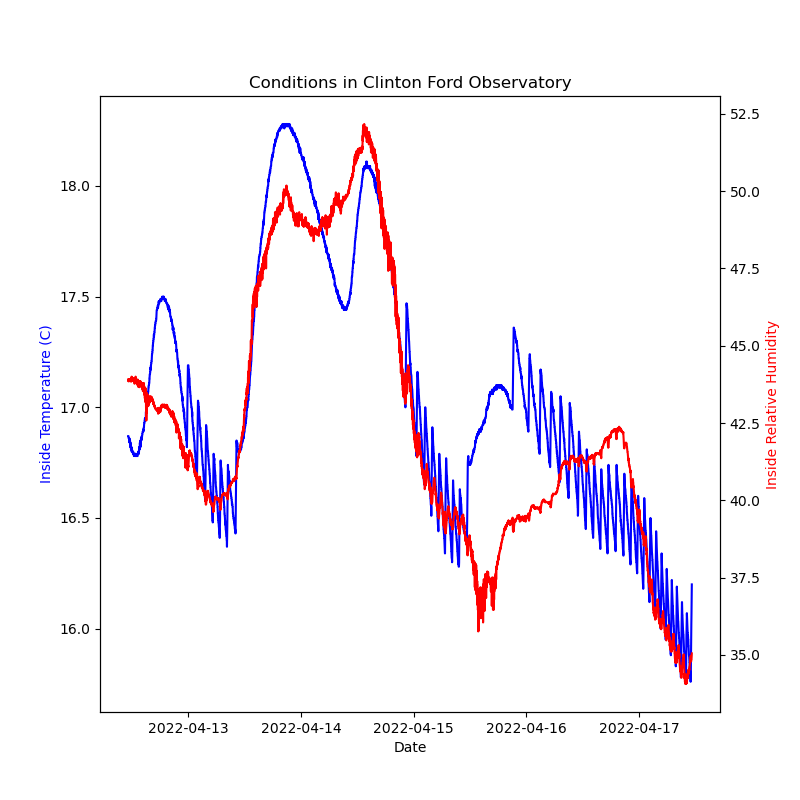 Conditions in Clinton Ford Observatory
52.5
18.0
50.0
47.5
17.5
45.0
17.0
42.5
40.0
16.5
37.5
16.0
35.0
Inside Temperature (C)
Inside Relative Humidity
2022-04-13 2022-04-14 2022-04-15 2022-04-16 2022-04-17
Date